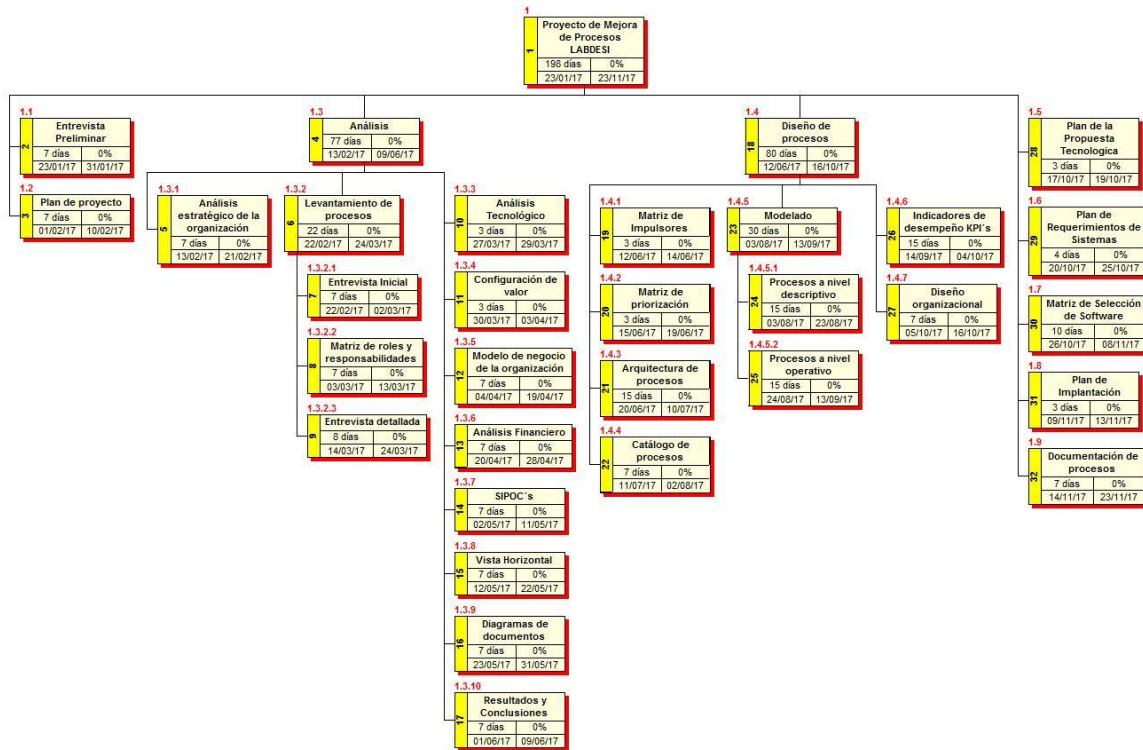 1
1
Proyecto de Mejora
de Procesos
LABDESI
198 días 0%
23/01/17 23/11/17
1.1
2
Entrevista
Preliminar
7 días 0%
23/01/17 31/01/17
1.2
3
Plan de proyecto
7 días 0%
01/02/17 10/02/17
1.3
4
Análisis
77 días 0%
13/02/17 09/06/17
1.3.1
5
Análisis
estratégico de la
organización
7 días 0%
13/02/17 21/02/17
1.3.2
6
Levantamiento de
procesos
22 días 0%
22/02/17 24/03/17
1.3.2.1
7
Entrevista Inicial
7 días 0%
22/02/17 02/03/17
1.3.2.2
8
Matriz de roles y
responsabilidades
7 días 0%
03/03/17 13/03/17
1.3.2.3
9
Entrevista detallada
8 días 0%
14/03/17 24/03/17
1.3.3
10
Análisis
Tecnológico
3 días 0%
27/03/17 29/03/17
1.3.4
11
Configuración de
valor
3 días 0%
30/03/17 03/04/17
1.3.5
12
Modelo de negocio
de la organización
7 días 0%
04/04/17 19/04/17
1.3.6
13
Análisis Financiero
7 días 0%
20/04/17 28/04/17
1.3.7
14
SIPOC´s
7 días 0%
02/05/17 11/05/17
1.3.8
15
Vista Horizontal
7 días 0%
12/05/17 22/05/17
1.3.9
16
Diagramas de
documentos
7 días 0%
23/05/17 31/05/17
1.3.10
17
Resultados y
Conclusiones
7 días 0%
01/06/17 09/06/17
1.4
18
Diseño de
procesos
80 días 0%
12/06/17 16/10/17
1.4.1
19
Matriz de
Impulsores
3 días 0%
12/06/17 14/06/17
1.4.2
20
Matriz de
priorización
3 días 0%
15/06/17 19/06/17
1.4.3
21
Arquitectura de
procesos
15 días 0%
20/06/17 10/07/17
1.4.4
22
Catálogo de
procesos
7 días 0%
11/07/17 02/08/17
1.4.5
23
Modelado
30 días 0%
03/08/17 13/09/17
1.4.5.1
24
Procesos a nivel
descriptivo
15 días 0%
03/08/17 23/08/17
1.4.5.2
25
Procesos a nivel
operativo
15 días 0%
24/08/17 13/09/17
1.4.6
26
Indicadores de
desempeño KPI´s
15 días 0%
14/09/17 04/10/17
1.4.7
27
Diseño
organizacional
7 días 0%
05/10/17 16/10/17
1.5
28
Plan de la
Propuesta
Tecnologica
3 días 0%
17/10/17 19/10/17
1.6
29
Plan de
Requerimientos de
Sistemas
4 días 0%
20/10/17 25/10/17
1.7
30
Matriz de Selección
de Software
10 días 0%
26/10/17 08/11/17
1.8
31
Plan de
Implantación
3 días 0%
09/11/17 13/11/17
1.9
32
Documentación de
procesos
7 días 0%
14/11/17 23/11/17